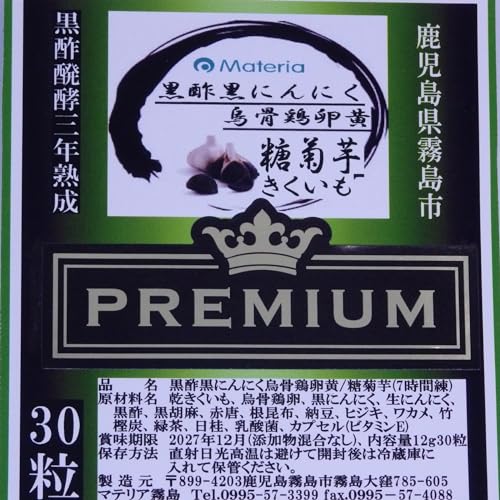 黒酢醗酵三年熟成
Materia
黒酢黒にんにく
烏骨鶏卵黄
糖菊芋
きくいも
鹿児島県霧島市
PREMIUM
30粒
品 名 黒酢黒にんにく烏骨鶏卵黄/糖菊芋(7時間練)
原材料名 乾きくいも、烏骨鶏卵、黒にんにく、生にんにく、
黒酢、黒胡麻、赤唐、根昆布、納豆、ヒジキ、ワカメ、竹
樫炭、緑茶、日桂、乳酸菌、カプセル(ビタミンE)
賞味期限 2027年12月(添加物混合なし)、内容量12g30粒
保存方法 直射日光高温は避けて開封後は冷蔵庫に
入れて保管ください。
製造元 〒899-4203鹿児島県霧島市霧島大窪785-605
マテリア霧島 Tel.0995-57-3399 fax.0995-57-4088